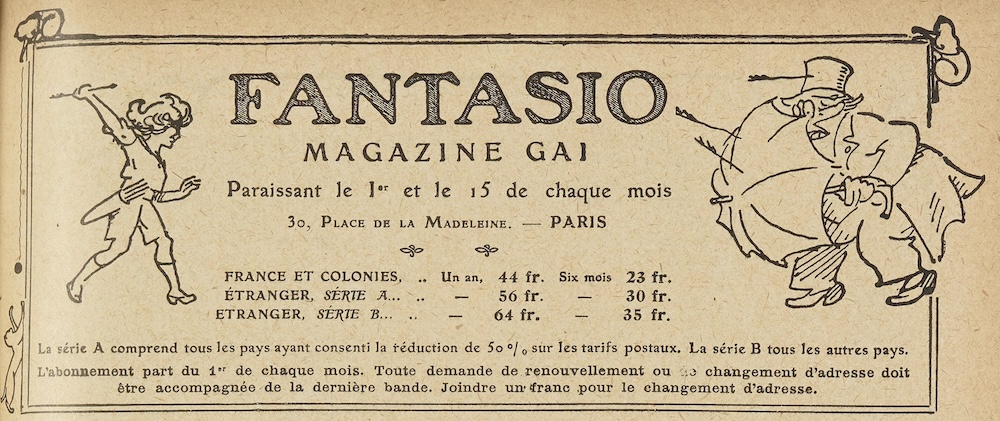 FANTASIO
MAGAZINE GAI
Paraissant le 1er et le 15 de chaque mois
30, PLACE DE LA MADELEINE. — PARIS
FRANCE ET COLONIES, .. Un an, 44 fr. Six mois 23 fr.
ÉTRANGER, SÉRIE A... .. — 56 fr. — 30 fr.
ETRANGER, SÉRIE B... .. — 64 fr. — 35 fr.
La série A comprend tous les pays ayant consenti la réduction de 50 % sur les tarifs postaux. La série B tous les autres pays.
L'abonnement part du 1er de chaque mois. Toute demande de renouvellement ou changement d'adresse doit
être accompagnée de la dernière bande. Joindre un franc pour le changement d'adresse.